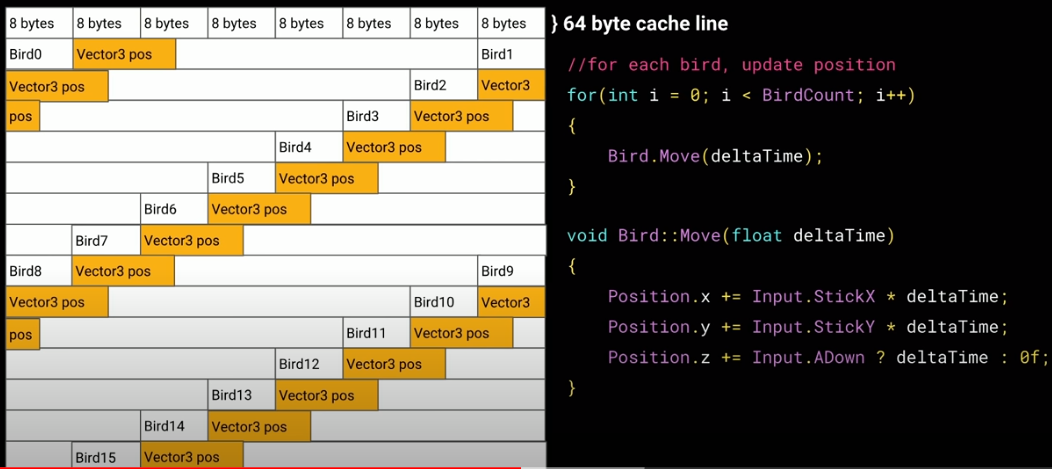 8 bytes 8 bytes 8 bytes 8 bytes 8 bytes 8 bytes 8 bytes 8 bytes
Bird0 Vector3 pos Bird1
Vector3 pos Bird2 Vector3
pos Bird3 Vector3 pos
Bird4 Vector3 pos
Bird5 Vector3 pos
Bird6 Vector3 pos
Bird7 Vector3 pos
Bird8 Vector3 pos Bird9
Vector3 pos Bird10 Vector3
pos Bird11 Vector3 pos
Bird12 Vector3 pos
Bird13 Vector3 pos
Bird14 Vector3 pos
Bird15 Vector3 pos
} 64 byte cache line
//for each bird, update position
for(int i = 0; i < BirdCount; i++)
{
Bird.Move(deltaTime);
}
void Bird::Move(float deltaTime)
{
Position.x += Input.StickX * deltaTime;
Position.y += Input.StickY * deltaTime;
Position.z += Input.ADown ? deltaTime : 0f;
}